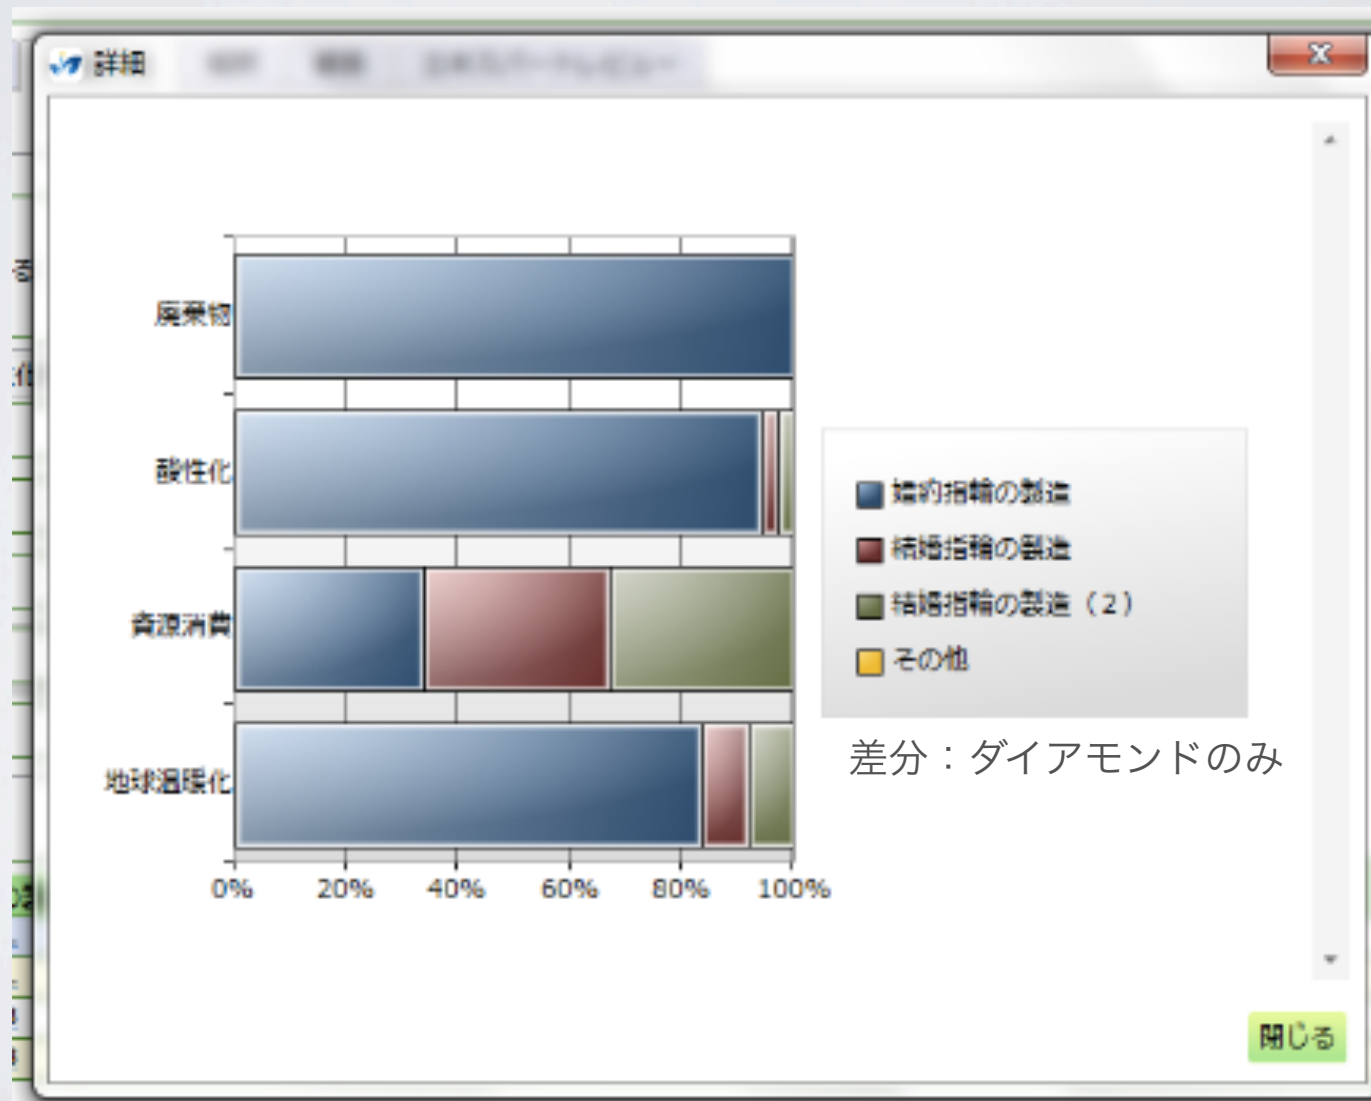 詳細
廃棄物
酸性化
資源消費
地球温暖化
0% 20% 40% 60% 80% 100%
婚約指輪の製造
結婚指輪の製造
結婚指輪の製造（2）
その他
差分：ダイアモンドのみ
閉じる